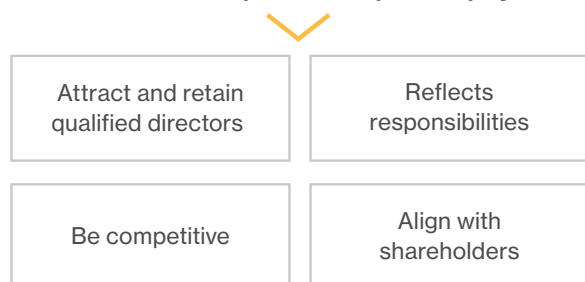 Attract and retain
qualified directors
Reflects
responsibilities
Be competitive
Align with
shareholders